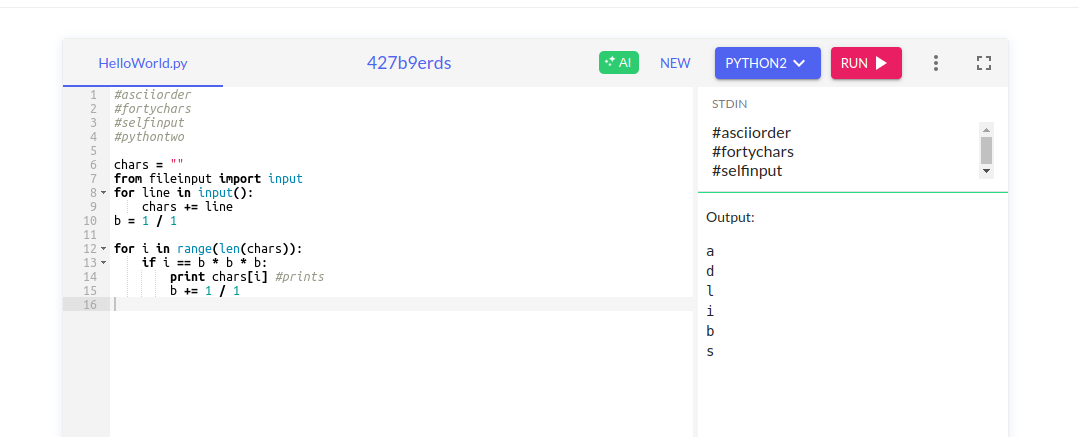 HelloWorld.py 427b9erds AI NEW PYTHON2 RUN
1 #asciiorder
2 #fortychars
3 #selfinput
4 #pythontwo
5
6 chars = ""
7 from fileinput import input
8 for line in input():
9     chars += line
10 b = 1 / 1
11
12 for i in range(len(chars)):
13     if i == b * b * b:
14         print chars[i] #prints
15         b += 1 / 1
16
STDIN
#asciiorder
#fortychars
#selfinput
Output:
a
d
l
i
b
s